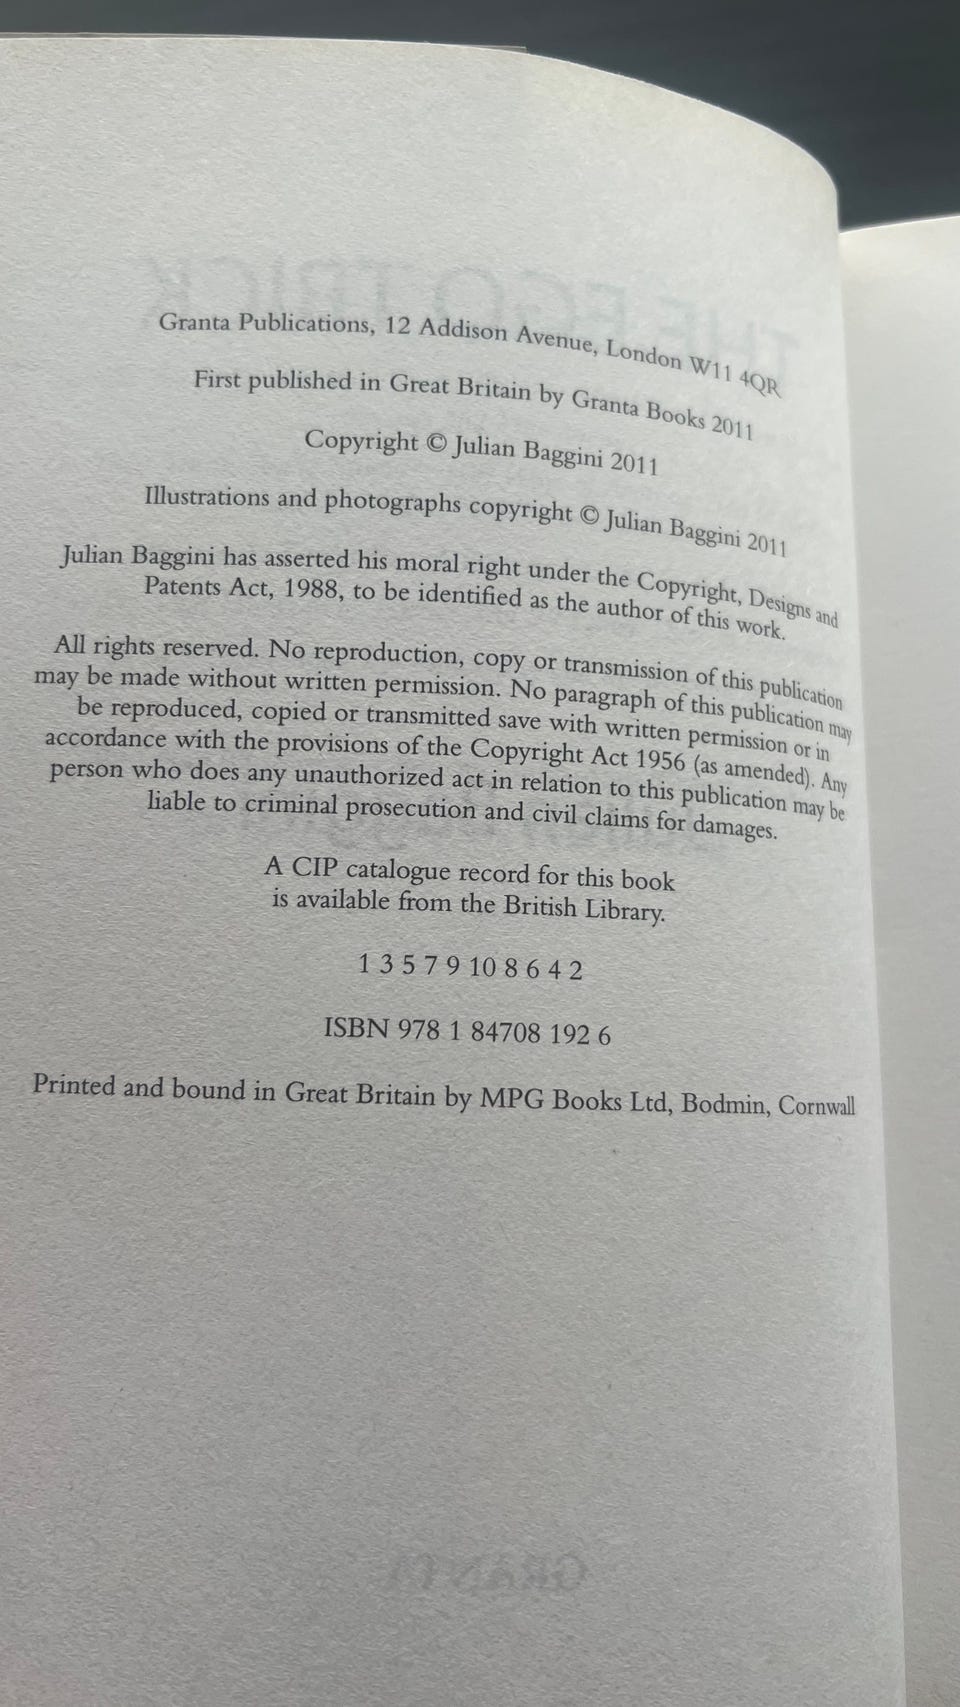 THE EGO TRICK
Granta Publications, 12 Addison Avenue, London W11 4QR
First published in Great Britain by Granta Books 2011
Copyright © Julian Baggini 2011
Illustrations and photographs copyright © Julian Baggini 2011
Julian Baggini has asserted his moral right under the Copyright, Designs and
Patents Act, 1988, to be identified as the author of this work.
All rights reserved. No reproduction, copy or transmission of this publication
may be made without written permission. No paragraph of this publication may
be reproduced, copied or transmitted save with written permission or in
accordance with the provisions of the Copyright Act 1956 (as amended). Any
person who does any unauthorized act in relation to this publication may be
liable to criminal prosecution and civil claims for damages.
A CIP catalogue record for this book
is available from the British Library.
1 3 5 7 9 10 8 6 4 2
ISBN 978 1 84708 192 6
Printed and bound in Great Britain by MPG Books Ltd, Bodmin, Cornwall
GRANTA